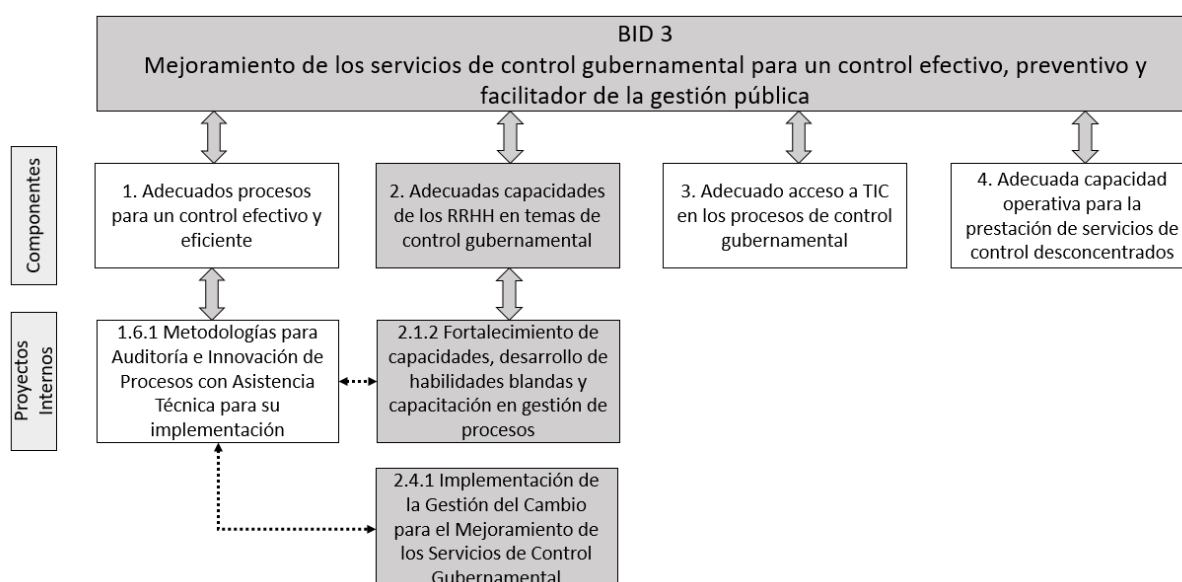 BID 3
Mejoramiento de los servicios de control gubernamental para un control efectivo, preventivo y
facilitador de la gestión pública
Componentes
1. Adecuados procesos
para un control efectivo y
eficiente
2. Adecuadas capacidades
de los RRHH en temas de
control gubernamental
3. Adecuado acceso a TIC
en los procesos de control
gubernamental
4. Adecuada capacidad
operativa para la
prestación de servicios de
control desconcentrados
Proyectos
Internos
1.6.1 Metodologías para
Auditoría e Innovación de
Procesos con Asistencia
Técnica para su
implementación
2.1.2 Fortalecimiento de
capacidades, desarrollo de
habilidades blandas y
capacitación en gestión de
procesos
2.4.1 Implementación de
la Gestión del Cambio
para el Mejoramiento de
los Servicios de Control
Gubernamental